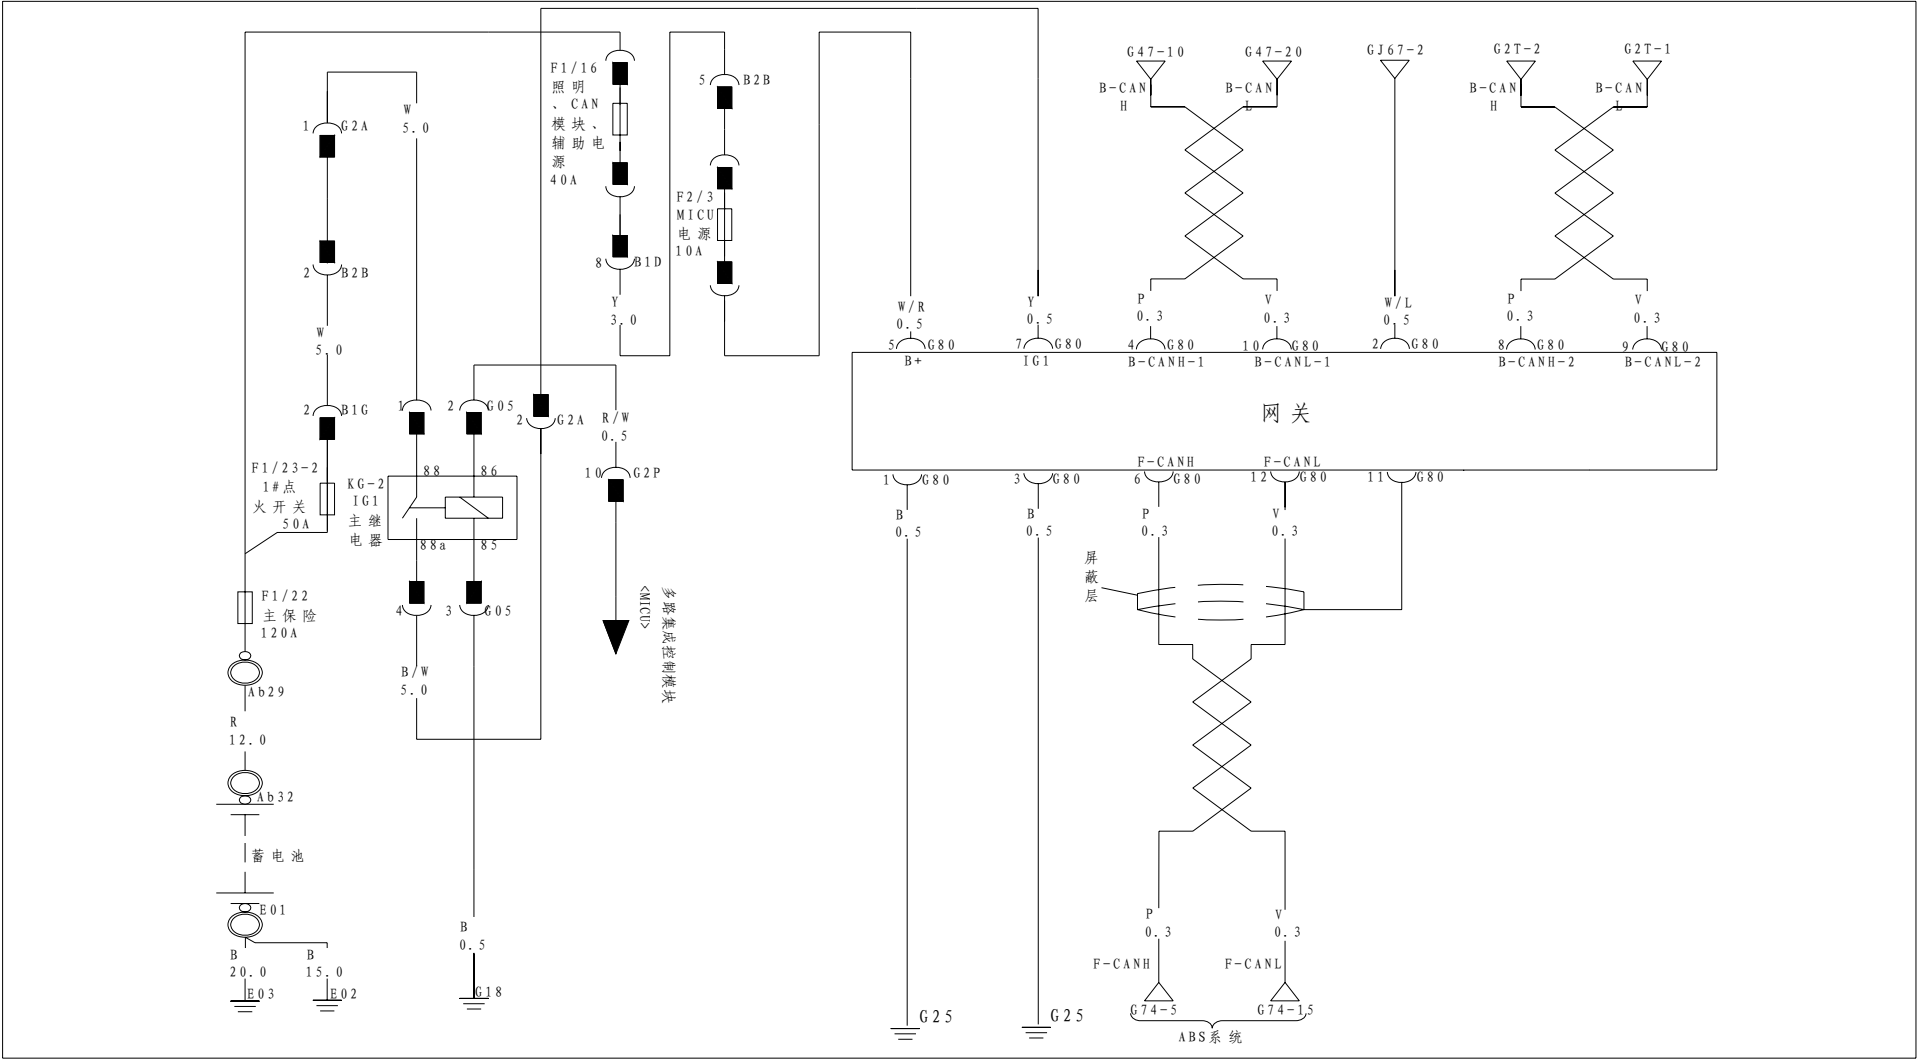 G47-10
G47-20
GJ67-2
G2T-2
G2T-1
B-CAN
H
B-CAN
L
B-CAN
H
B-CAN
L
F1/16
照明
、CAN
模块、
辅助电
源
40A
5
B2B
W
5.0
1
G2A
F2/3
MICU
电源
10A
2
B2B
8
B1D
Y
3.0
W
5.0
W/R
0.5
Y
0.5
P
0.3
V
0.3
W/L
0.5
P
0.3
V
0.3
5
G80
7
G80
4
G80
10
G80
2
G80
8
G80
9
G80
B+
IG1
B-CANH-1
B-CANL-1
B-CANH-2
B-CANL-2
网关
2
B1G
1
2
G05
2
G2A
R/W
0.5
F1/23-2
1#点
火开关
50A
KG-2
IG1
主继
电器
88
86
88a
85
10
G2P
F-CANH
F-CANL
1
G80
3
G80
6
G80
12
G80
11
G80
B
0.5
B
0.5
P
0.3
V
0.3
屏
蔽
层
F1/22
主保险
120A
4
3
G05
多路集成控制模块
<MICU>
Ab29
B/W
5.0
R
12.0
Ab32
蓄电池
E01
B
20.0
B
15.0
E03
E02
B
0.5
G18
G25
G25
P
0.3
V
0.3
F-CANH
F-CANL
G74-5
G74-15
ABS系统